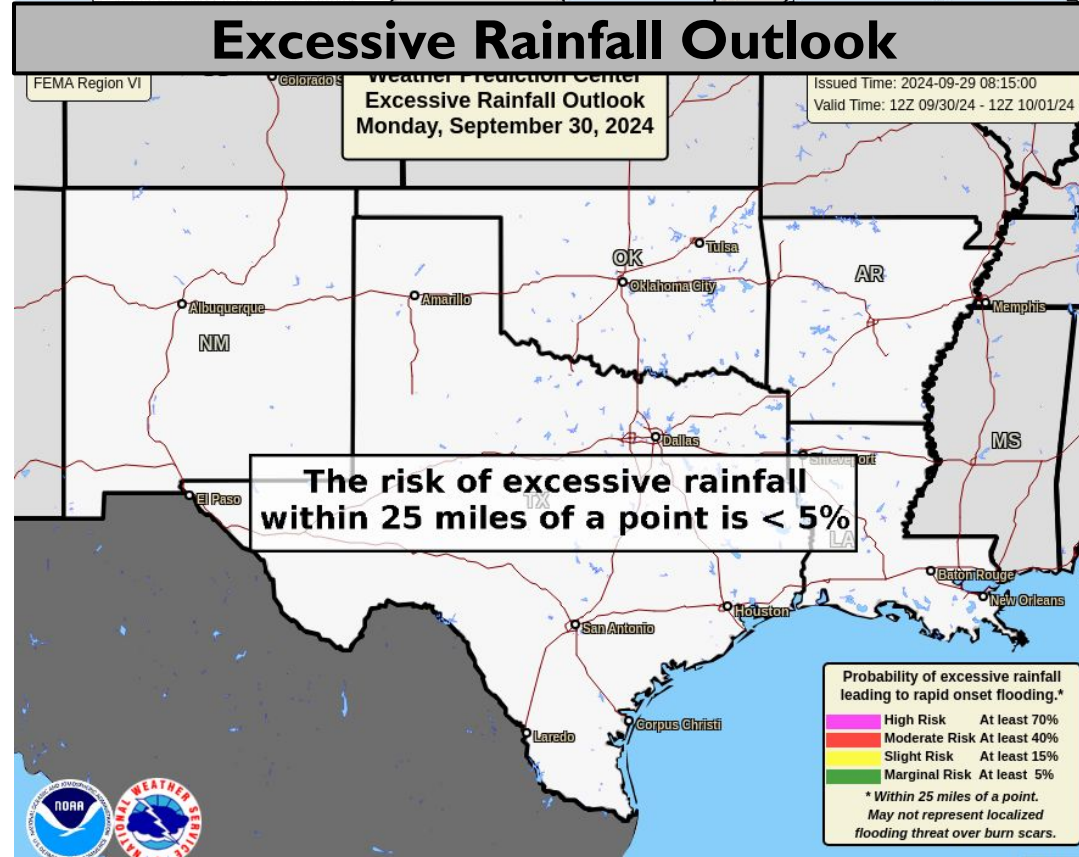 Excessive Rainfall Outlook
FEMA Region VI
Weather Prediction Center
Excessive Rainfall Outlook
Monday, September 30, 2024
Issued Time: 2024-09-29 08:15:00
Valid Time: 12Z 09/30/24 - 12Z 10/01/24
Colorado S
Tulsa
OK
Oklahoma City
AR
Amarillo
Albuquerque
Memphis
NM
Dallas
MS
Shreveport
The risk of excessive rainfall
within 25 miles of a point is < 5%
TX
El Paso
LA
Baton Rouge
New Orleans
Houston
San Antonio
Corpus Christi
Laredo
Probability of excessive rainfall
leading to rapid onset flooding.*
High Risk At least 70%
Moderate Risk At least 40%
Slight Risk At least 15%
Marginal Risk At least 5%
* Within 25 miles of a point.
May not represent localized
flooding threat over burn scars.
NOAA
NATIONAL WEATHER SERVICE